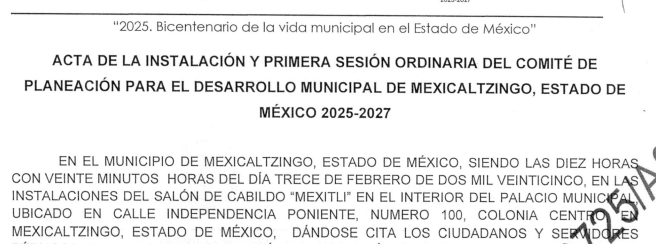 2025-2027
“2025. Bicentenario de la vida municipal en el Estado de México”
ACTA DE LA INSTALACIÓN Y PRIMERA SESIÓN ORDINARIA DEL COMITÉ DE
PLANEACIÓN PARA EL DESARROLLO MUNICIPAL DE MEXICALTZINGO, ESTADO DE
MÉXICO 2025-2027
EN EL MUNICIPIO DE MEXICALTZINGO, ESTADO DE MÉXICO, SIENDO LAS DIEZ HORAS
CON VEINTE MINUTOS HORAS DEL DÍA TRECE DE FEBRERO DE DOS MIL VEINTICINCO, EN LAS
INSTALACIONES DEL SALÓN DE CABILDO “MEXITLI” EN EL INTERIOR DEL PALACIO MUNICIPAL,
UBICADO EN CALLE INDEPENDENCIA PONIENTE, NUMERO 100, COLONIA CENTRO EN
MEXICALTZINGO, ESTADO DE MÉXICO, DÁNDOSE CITA LOS CIUDADANOS Y SERVIDORES